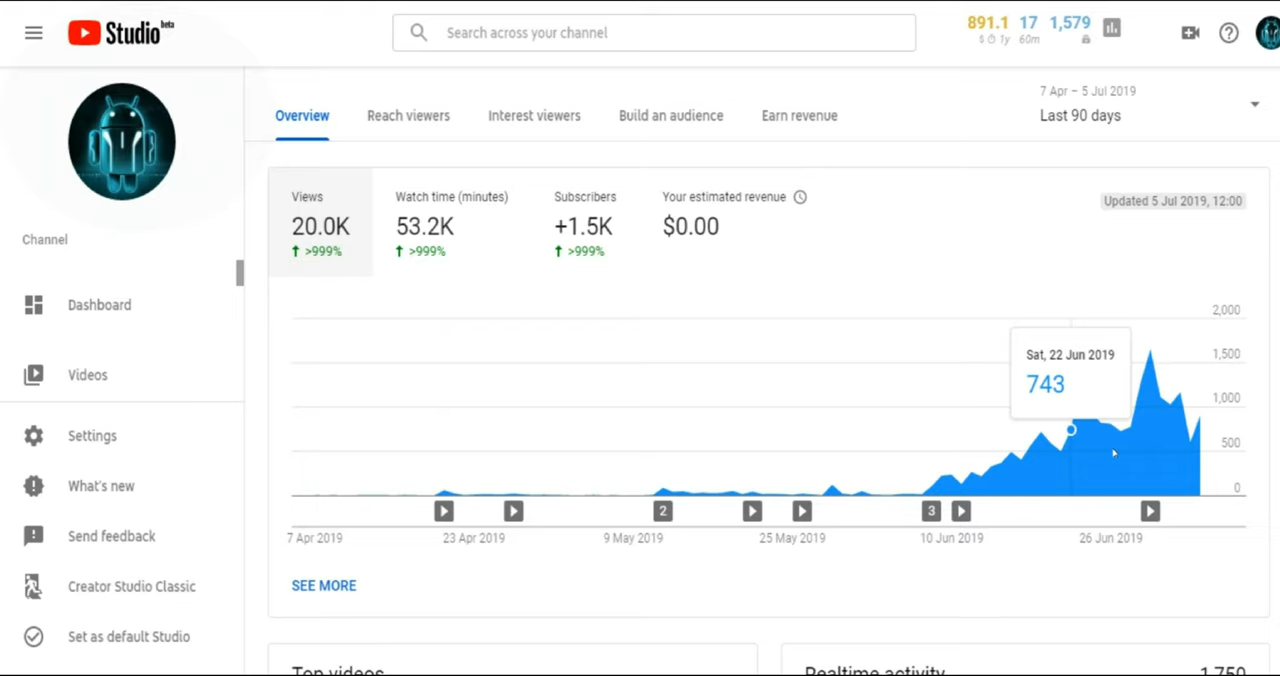 Studio beta
Search across your channel
891.1 17 1,579
$ 1y 60m
7 Apr – 5 Jul 2019
Last 90 days
Overview Reach viewers Interest viewers Build an audience Earn revenue
Channel
Dashboard
Videos
Settings
What's new
Send feedback
Creator Studio Classic
Set as default Studio
Views Watch time (minutes) Subscribers Your estimated revenue
Updated 5 Jul 2019, 12:00
20.0K 53.2K +1.5K $0.00
>999% >999% >999%
2,000
1,500
1,000
500
0
Sat, 22 Jun 2019
743
2 3
7 Apr 2019 23 Apr 2019 9 May 2019 25 May 2019 10 Jun 2019 26 Jun 2019
SEE MORE
Top videos Realtime activity 1,750